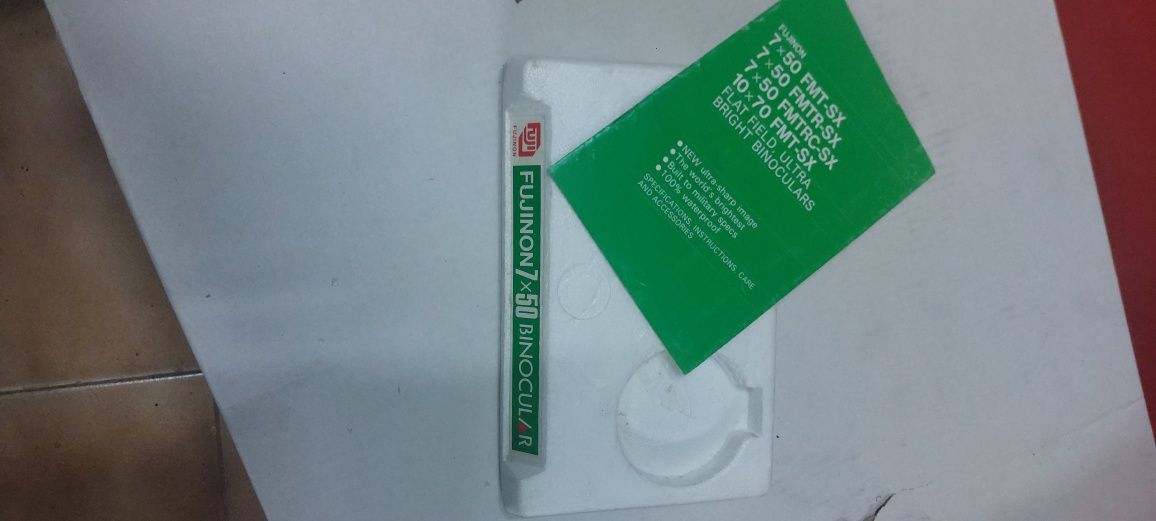 FUJI
FUJINON
FUJINON 7×50 BINOCULAR
FUJINON
7×50 FMT-SX
7×50 FMTR-SX
7×50 FMTRC-SX
10×70 FMT-SX
FLAT FIELD, ULTRA
BRIGHT BINOCULARS
• NEW ultra-sharp image
• The world's brightest
• Built to military specs
• 100% waterproof
SPECIFICATIONS, INSTRUCTIONS, CARE
AND ACCESSORIES